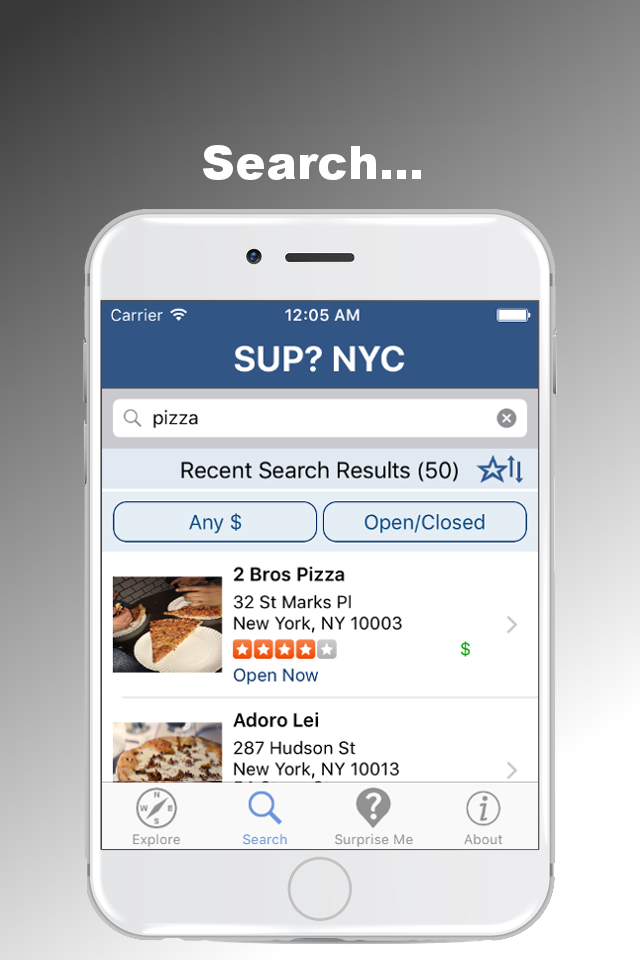 Search...
Carrier 12:05 AM
SUP? NYC
pizza
Recent Search Results (50)
Any $ Open/Closed
2 Bros Pizza
32 St Marks Pl
New York, NY 10003
$
Open Now
Adoro Lei
287 Hudson St
New York, NY 10013
N
W E
S
Explore Search Surprise Me About